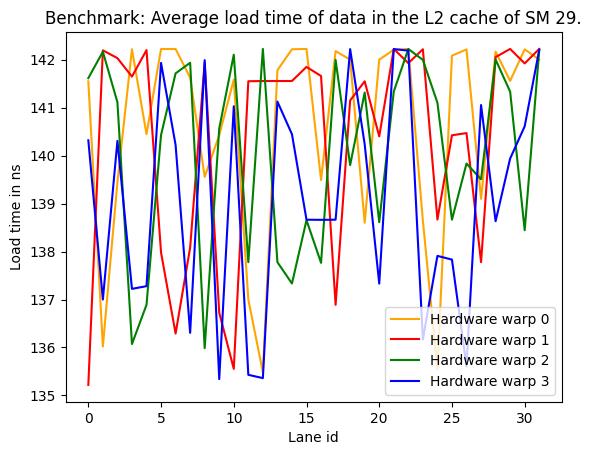 Benchmark: Average load time of data in the L2 cache of SM 29.
142
141
140
139
138
137
136
135
Load time in ns
0
5
10
15
20
25
30
Lane id
Hardware warp 0
Hardware warp 1
Hardware warp 2
Hardware warp 3